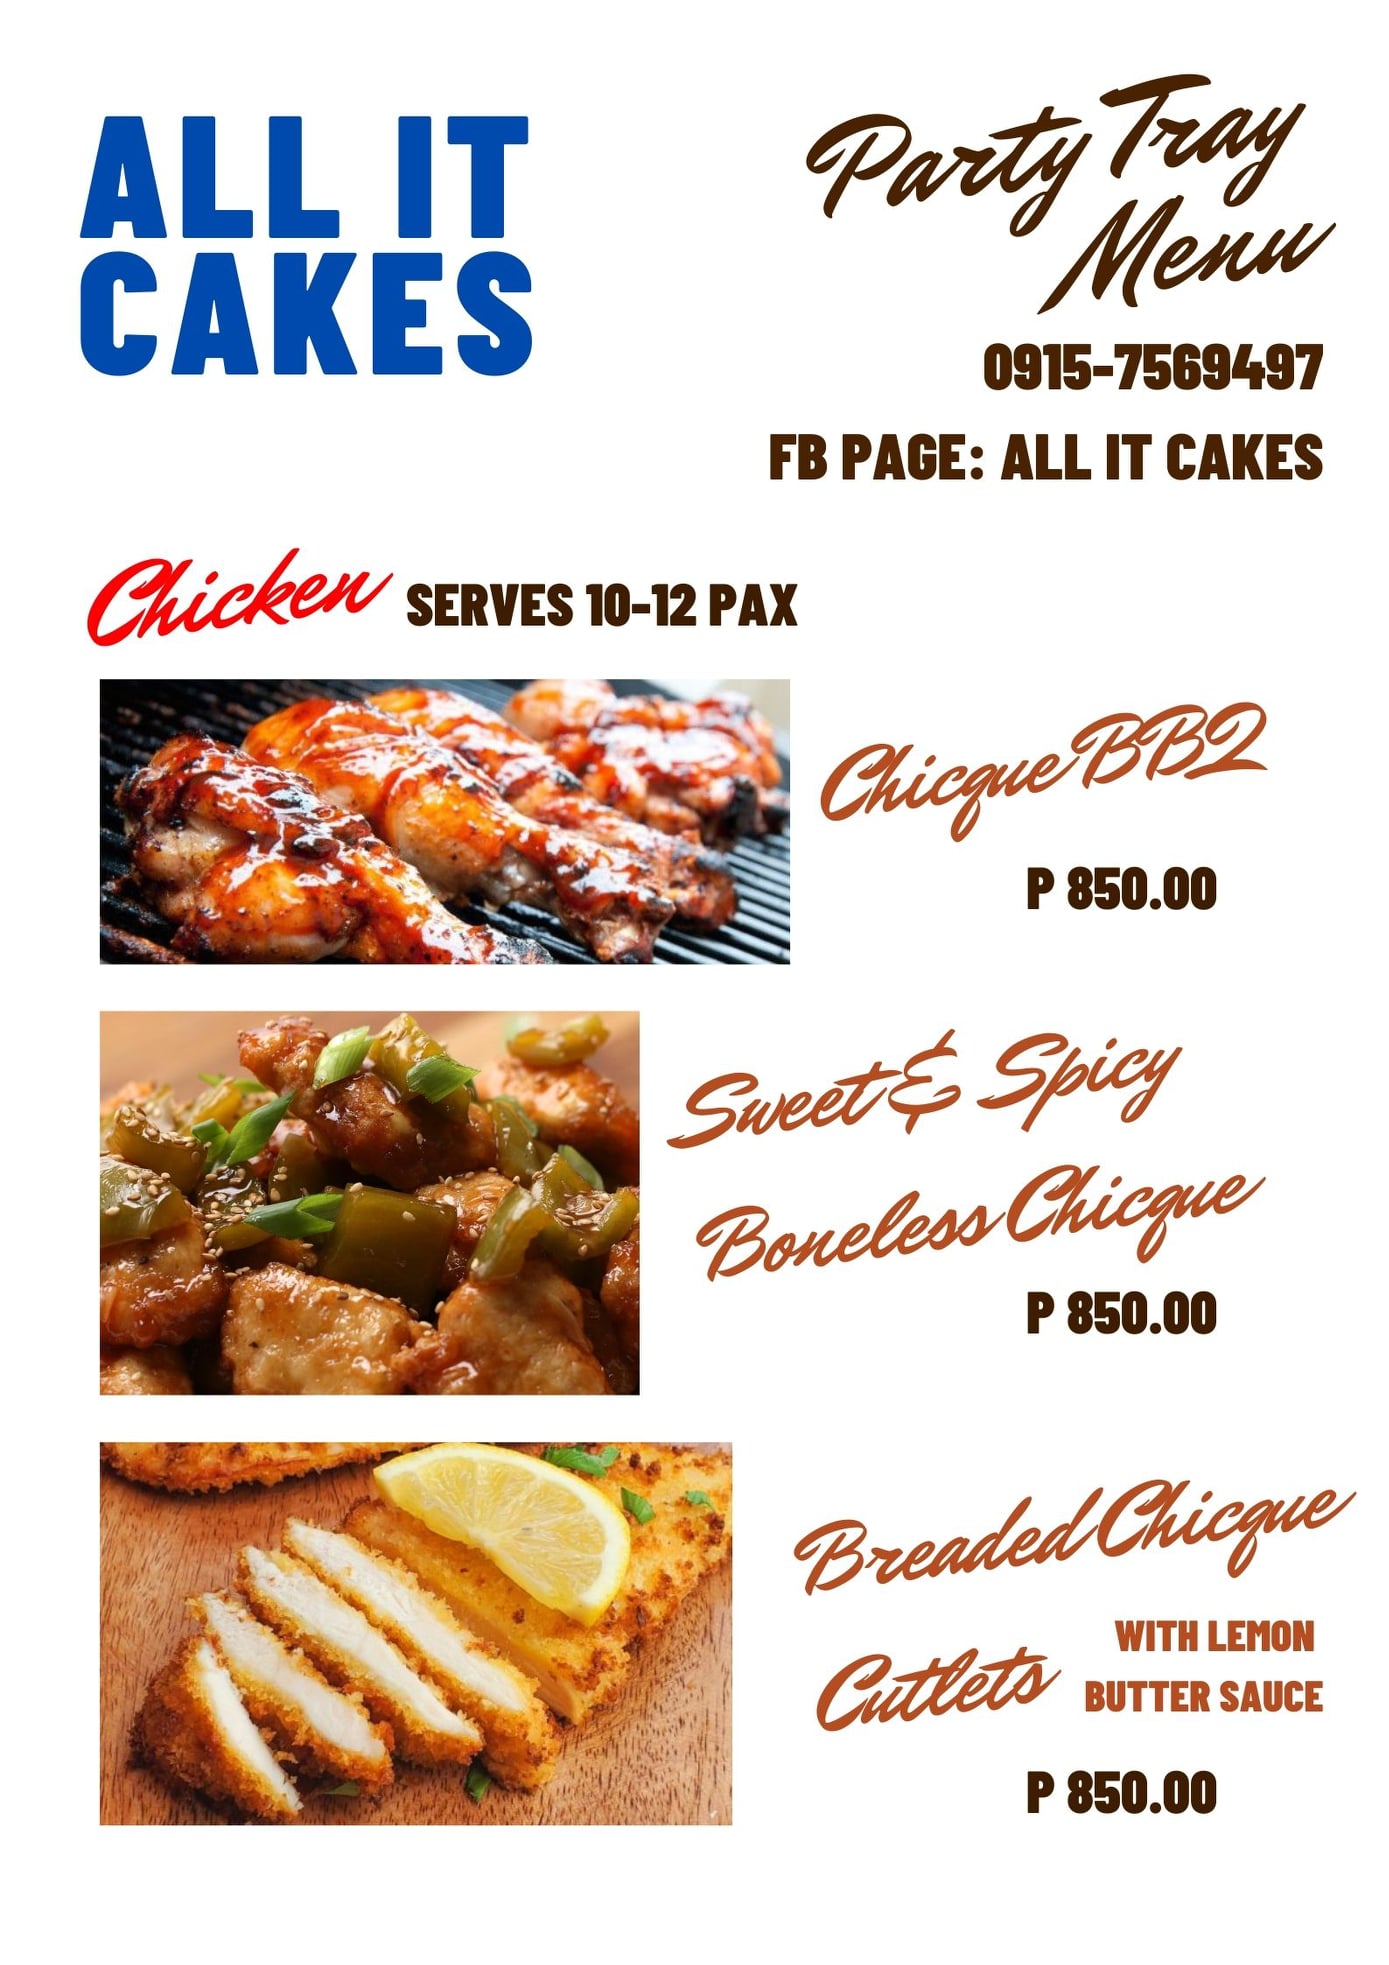 ALL IT
CAKES
Party Tray
Menu
0915-7569497
FB PAGE: ALL IT CAKES
Chicken SERVES 10-12 PAX
Chicque BBQ
P 850.00
Sweet & Spicy
Boneless Chicque
P 850.00
Breaded Chicque
Cutlets WITH LEMON
BUTTER SAUCE
P 850.00